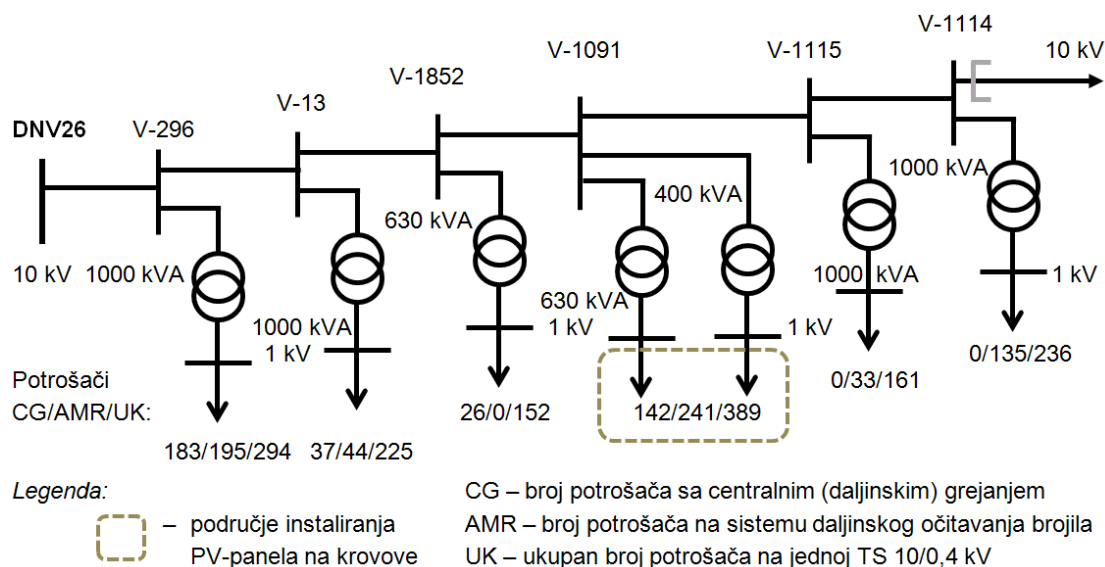 V-1114
V-1091
V-1115
10 kV
V-1852
V-13
DNV26
V-296
1000 kVA
400 kVA
630 kVA
10 kV
1000 kVA
1000 kVA
1 kV
630 kVA
1000 kVA
1 kV
1 kV
1 kV
0/135/236
Potrošači
0/33/161
CG/AMR/UK:
26/0/152
142/241/389
183/195/294
37/44/225
Legenda:
CG – broj potrošača sa centralnim (daljinskim) grejanjem
– područje instaliranja
AMR – broj potrošača na sistemu daljinskog očitavanja brojila
PV-panela na krovove
UK – ukupan broj potrošača na jednoj TS 10/0,4 kV